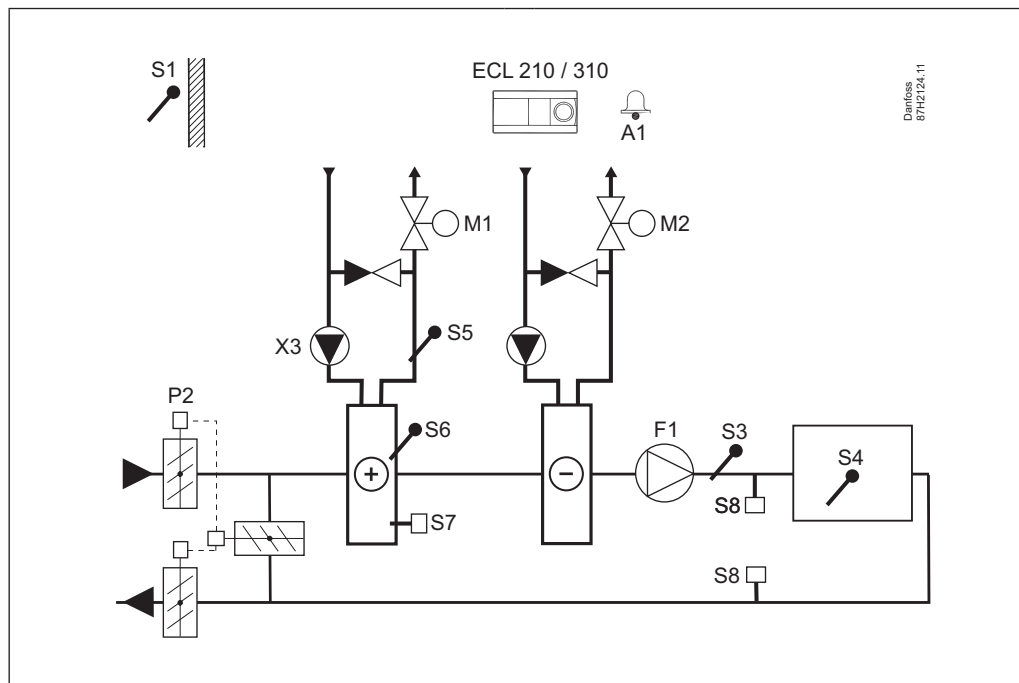 S1
ECL 210 / 310
A1
Danfoss
87H2124.11
M1
M2
X3
S5
P2
S6
F1
S3
S4
+
−
S8
S7
S8